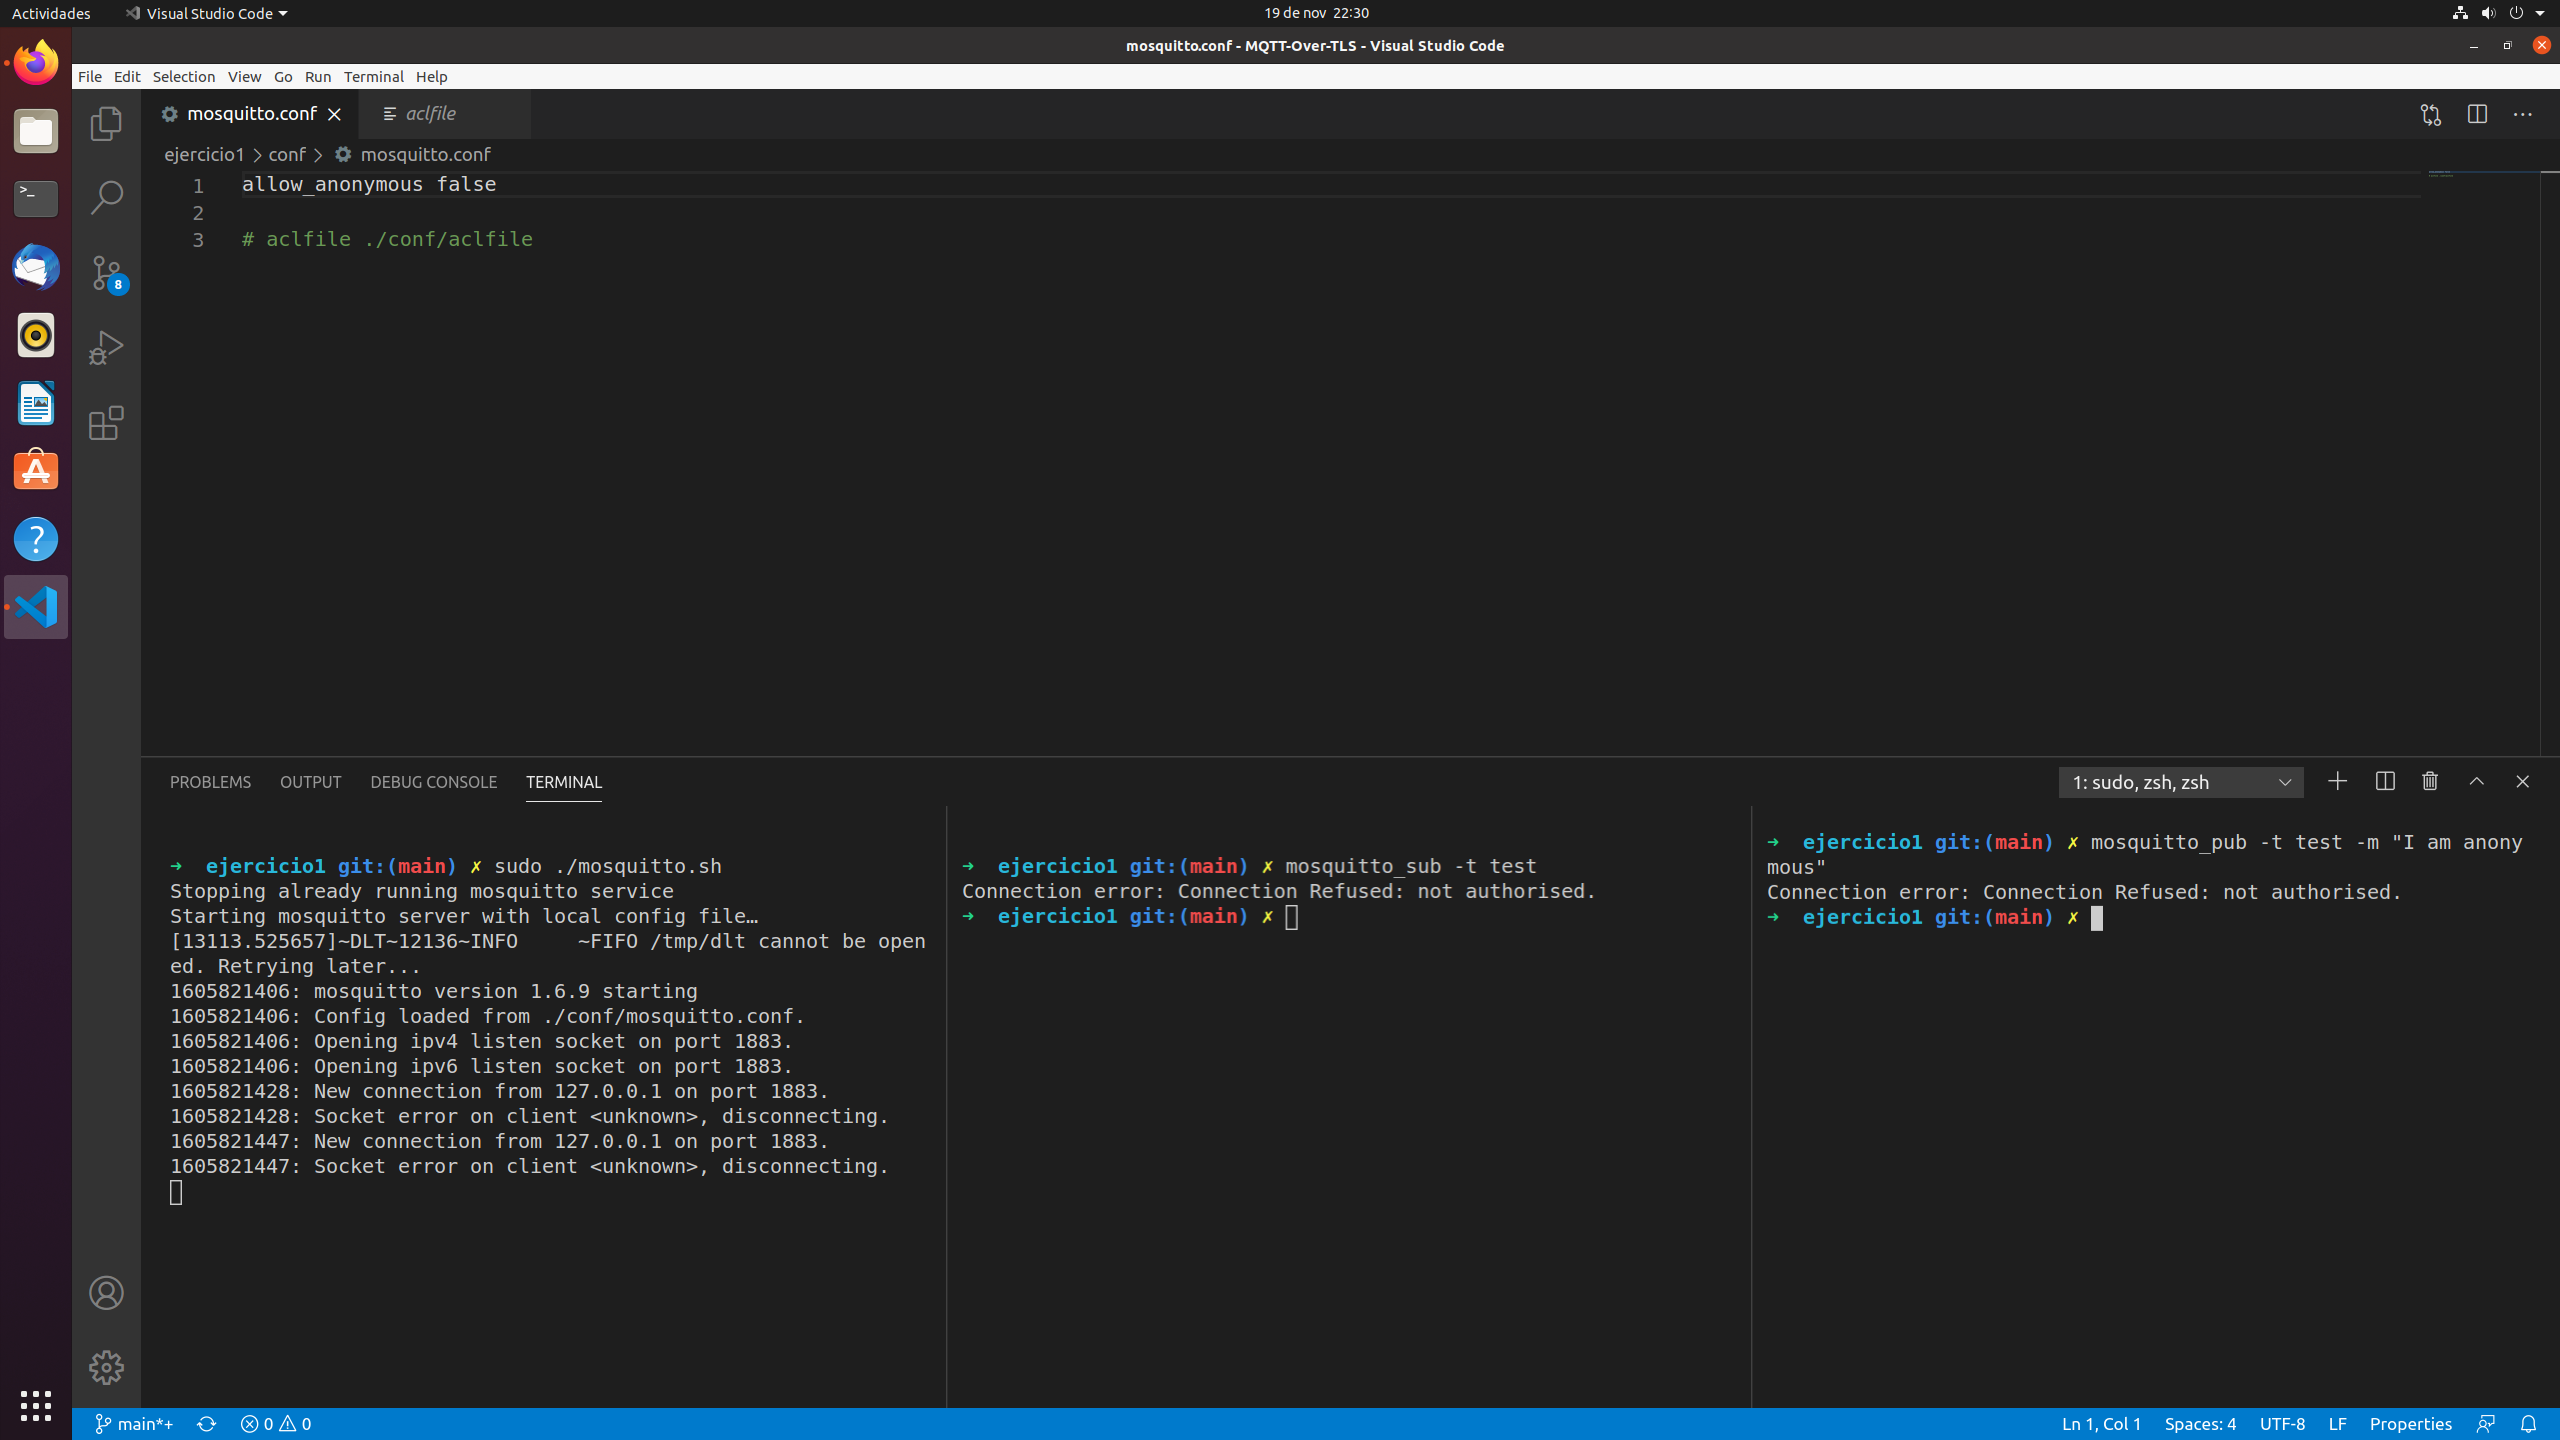 Actividades Visual Studio Code 19 de nov 22:30
mosquitto.conf - MQTT-Over-TLS - Visual Studio Code
File Edit Selection View Go Run Terminal Help
mosquitto.conf aclfile
ejercicio1 > conf > mosquitto.conf
1 allow_anonymous false
2
3 # aclfile ./conf/aclfile
8
PROBLEMS OUTPUT DEBUG CONSOLE TERMINAL 1: sudo, zsh, zsh
➜ ejercicio1 git:(main) ✗ sudo ./mosquitto.sh
Stopping already running mosquitto service
Starting mosquitto server with local config file…
[13113.525657]~DLT~12136~INFO     ~FIFO /tmp/dlt cannot be open
ed. Retrying later...
1605821406: mosquitto version 1.6.9 starting
1605821406: Config loaded from ./conf/mosquitto.conf.
1605821406: Opening ipv4 listen socket on port 1883.
1605821406: Opening ipv6 listen socket on port 1883.
1605821428: New connection from 127.0.0.1 on port 1883.
1605821428: Socket error on client <unknown>, disconnecting.
1605821447: New connection from 127.0.0.1 on port 1883.
1605821447: Socket error on client <unknown>, disconnecting.
➜ ejercicio1 git:(main) ✗ mosquitto_sub -t test
Connection error: Connection Refused: not authorised.
➜ ejercicio1 git:(main) ✗
➜ ejercicio1 git:(main) ✗ mosquitto_pub -t test -m "I am anony
mous"
Connection error: Connection Refused: not authorised.
➜ ejercicio1 git:(main) ✗
main*+ 0 0 Ln 1, Col 1 Spaces: 4 UTF-8 LF Properties